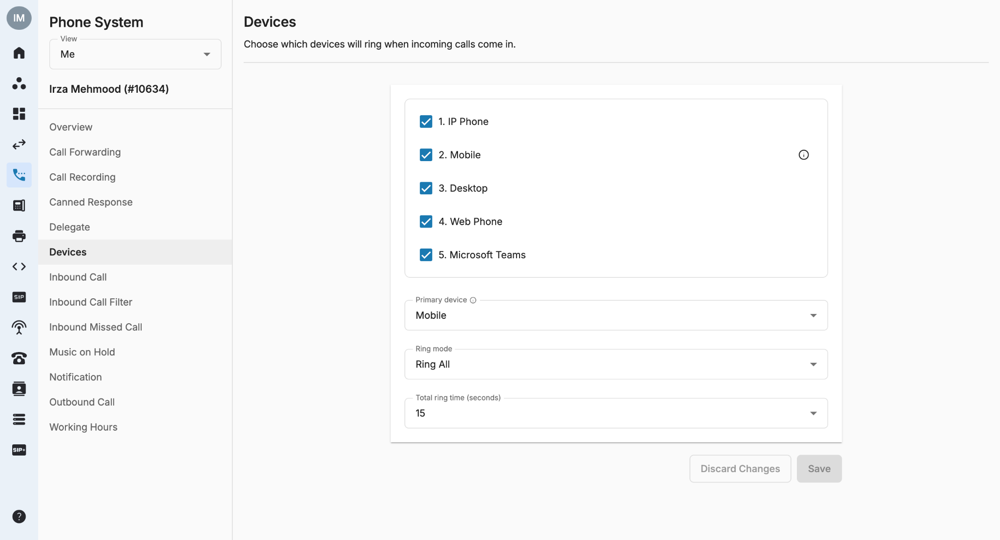 IM
Phone System
View
Me
Irza Mehmood (#10634)
Overview
Call Forwarding
Call Recording
Canned Response
Delegate
Devices
Inbound Call
Inbound Call Filter
Inbound Missed Call
Music on Hold
Notification
Outbound Call
Working Hours
SIP
SIP+
?
Devices
Choose which devices will ring when incoming calls come in.
1. IP Phone
2. Mobile
3. Desktop
4. Web Phone
5. Microsoft Teams
Primary device
Mobile
Ring mode
Ring All
Total ring time (seconds)
15
Discard Changes
Save